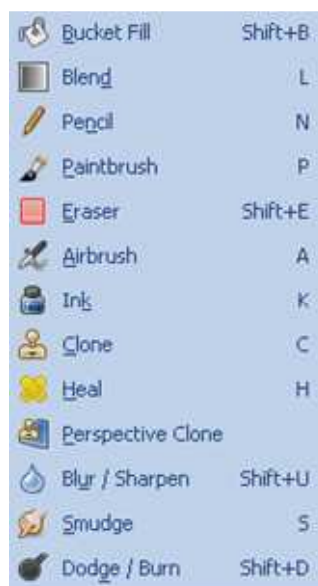 Bucket Fill Shift+B
Blend L
Pencil N
Paintbrush P
Eraser Shift+E
Airbrush A
Ink K
Clone C
Heal H
Perspective Clone
Blur / Sharpen Shift+U
Smudge S
Dodge / Burn Shift+D